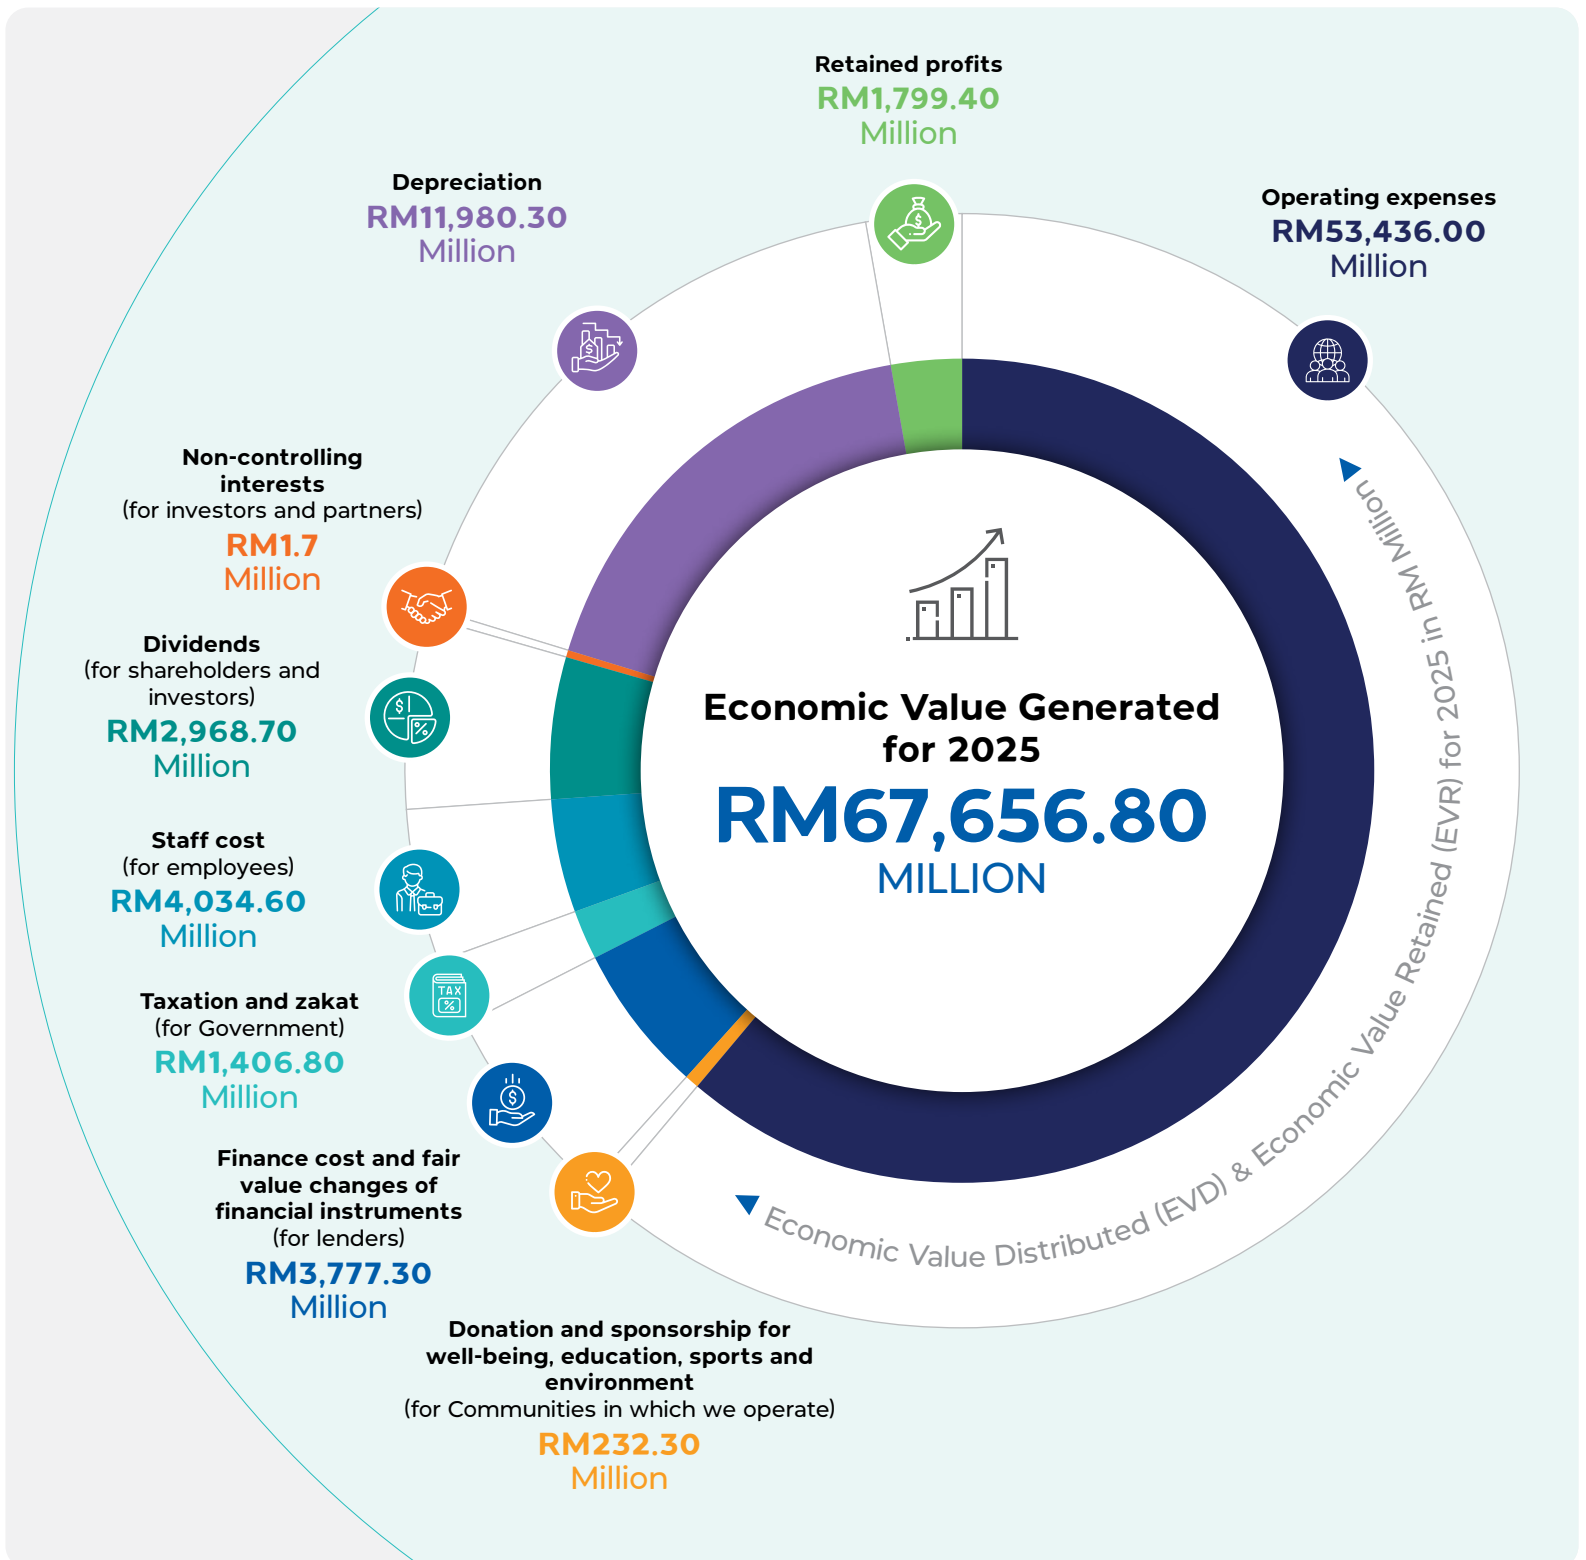 Retained profits
RM1,799.40
Million
Depreciation
RM11,980.30
Million
Operating expenses
RM53,436.00
Million
Non-controlling
interests
(for investors and partners)
RM1.7
Million
Dividends
(for shareholders and
investors)
RM2,968.70
Million
Staff cost
(for employees)
RM4,034.60
Million
TAX
Taxation and zakat
(for Government)
RM1,406.80
Million
Finance cost and fair
value changes of
financial instruments
(for lenders)
RM3,777.30
Million
Donation and sponsorship for
well-being, education, sports and
environment
(for Communities in which we operate)
RM232.30
Million
Economic Value Generated
for 2025
RM67,656.80
MILLION
Economic Value Distributed (EVD) & Economic Value Retained (EVR) for 2025 in RM Million